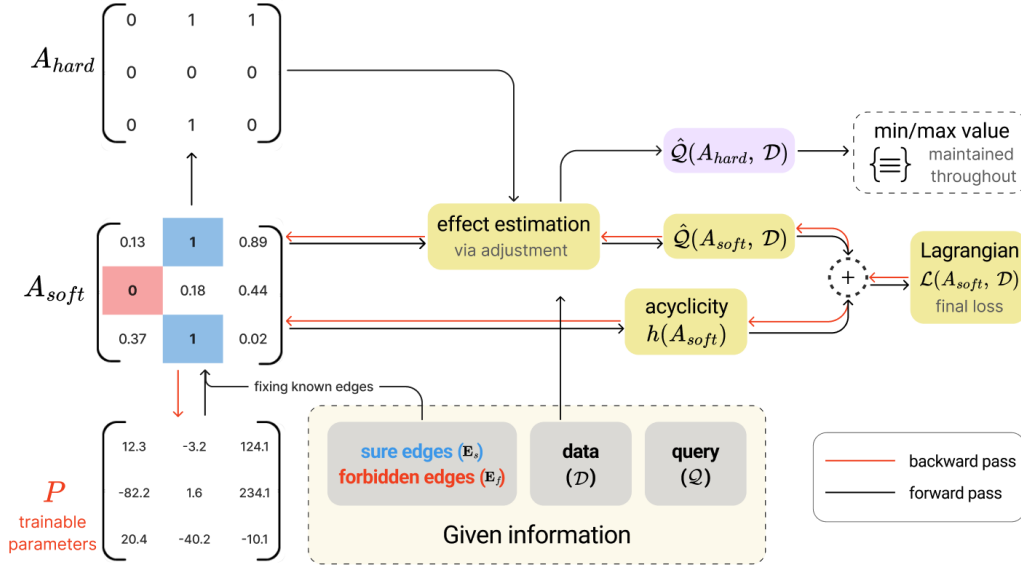 A_hard
0 1 1
0 0 0
0 1 0
Q̂(A_hard, D)
min/max value
{≡} maintained
throughout
A_soft
0.13 1 0.89
0 0.18 0.44
0.37 1 0.02
effect estimation
via adjustment
Q̂(A_soft, D)
+
Lagrangian
L(A_soft, D)
final loss
acyclicity
h(A_soft)
fixing known edges
P
trainable
parameters
12.3 -3.2 124.1
-82.2 1.6 234.1
20.4 -40.2 -10.1
sure edges (E_s)
forbidden edges (E_f)
data
(D)
query
(Q)
Given information
backward pass
forward pass